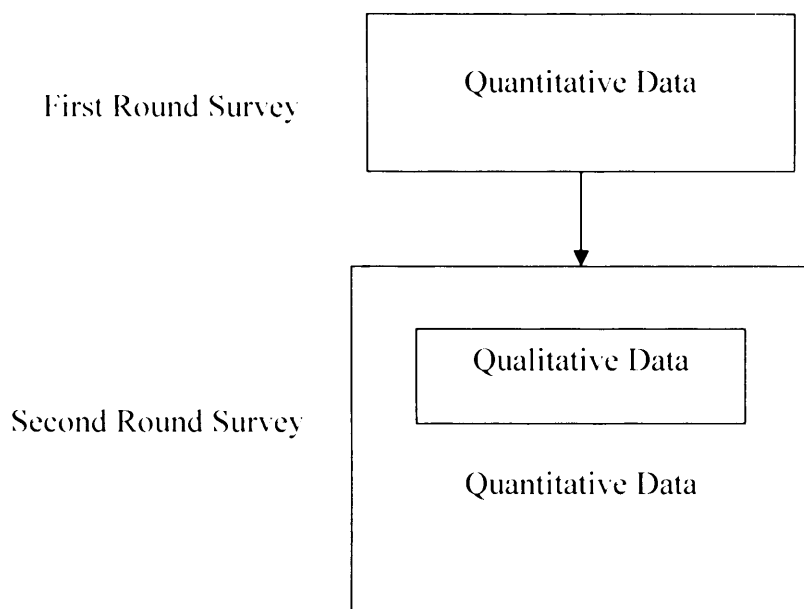 Quantitative Data
First Round Survey
Qualitative Data
Second Round Survey
Quantitative Data